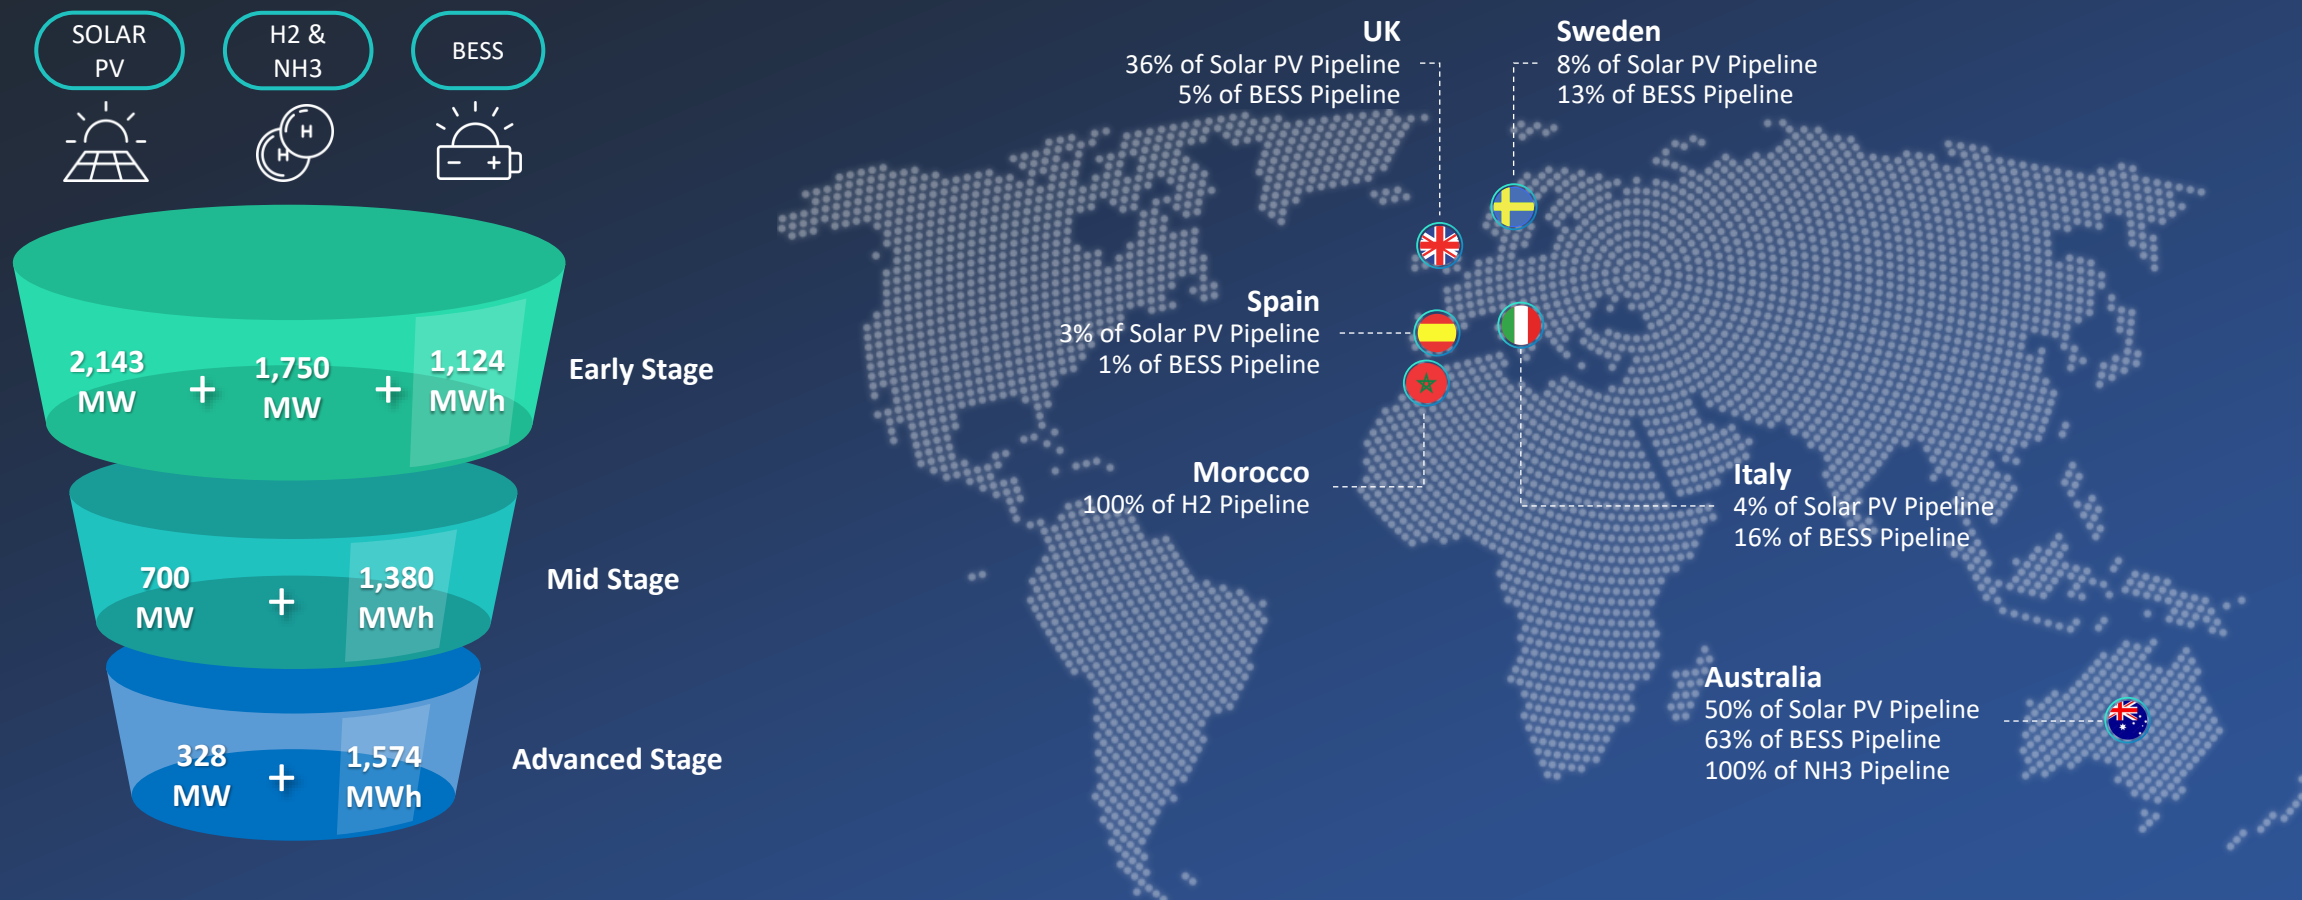 SOLAR
PV
H2 &
NH3
BESS
H
H
2,143
MW
+
1,750
MW
+
1,124
MWh
Early Stage
700
MW
+
1,380
MWh
Mid Stage
328
MW
+
1,574
MWh
Advanced Stage
UK
36% of Solar PV Pipeline
5% of BESS Pipeline
Sweden
8% of Solar PV Pipeline
13% of BESS Pipeline
Spain
3% of Solar PV Pipeline
1% of BESS Pipeline
Morocco
100% of H2 Pipeline
Italy
4% of Solar PV Pipeline
16% of BESS Pipeline
Australia
50% of Solar PV Pipeline
63% of BESS Pipeline
100% of NH3 Pipeline